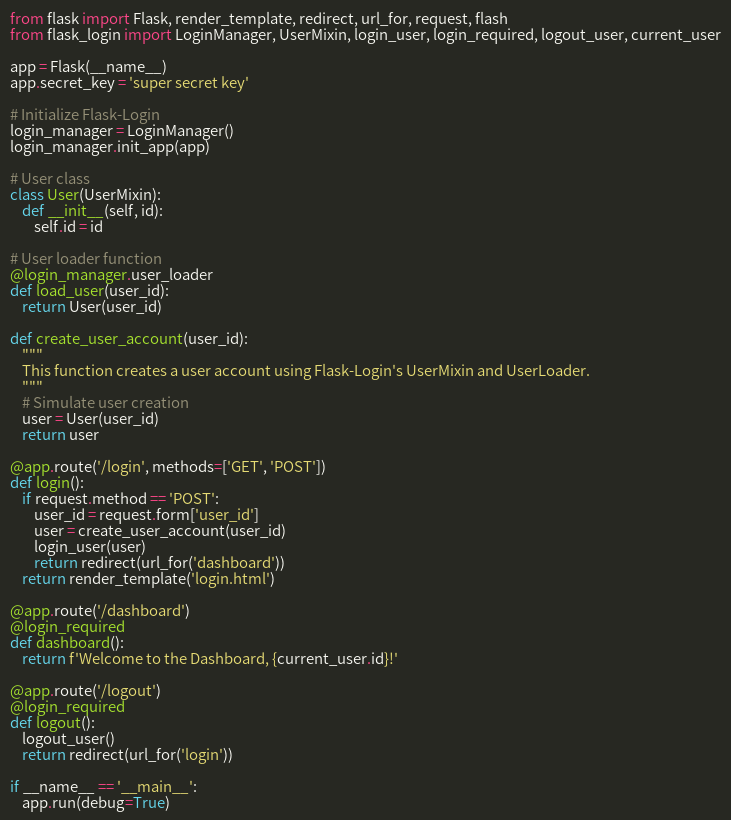 from flask import Flask, render_template, redirect, url_for, request, flash
from flask_login import LoginManager, UserMixin, login_user, login_required, logout_user, current_user

app = Flask(__name__)
app.secret_key = 'super secret key'

# Initialize Flask-Login
login_manager = LoginManager()
login_manager.init_app(app)

# User class
class User(UserMixin):
    def __init__(self, id):
        self.id = id

# User loader function
@login_manager.user_loader
def load_user(user_id):
    return User(user_id)

def create_user_account(user_id):
    """
    This function creates a user account using Flask-Login's UserMixin and UserLoader.
    """
    # Simulate user creation
    user = User(user_id)
    return user

@app.route('/login', methods=['GET', 'POST'])
def login():
    if request.method == 'POST':
        user_id = request.form['user_id']
        user = create_user_account(user_id)
        login_user(user)
        return redirect(url_for('dashboard'))
    return render_template('login.html')

@app.route('/dashboard')
@login_required
def dashboard():
    return f'Welcome to the Dashboard, {current_user.id}!'

@app.route('/logout')
@login_required
def logout():
    logout_user()
    return redirect(url_for('login'))

if __name__ == '__main__':
    app.run(debug=True)